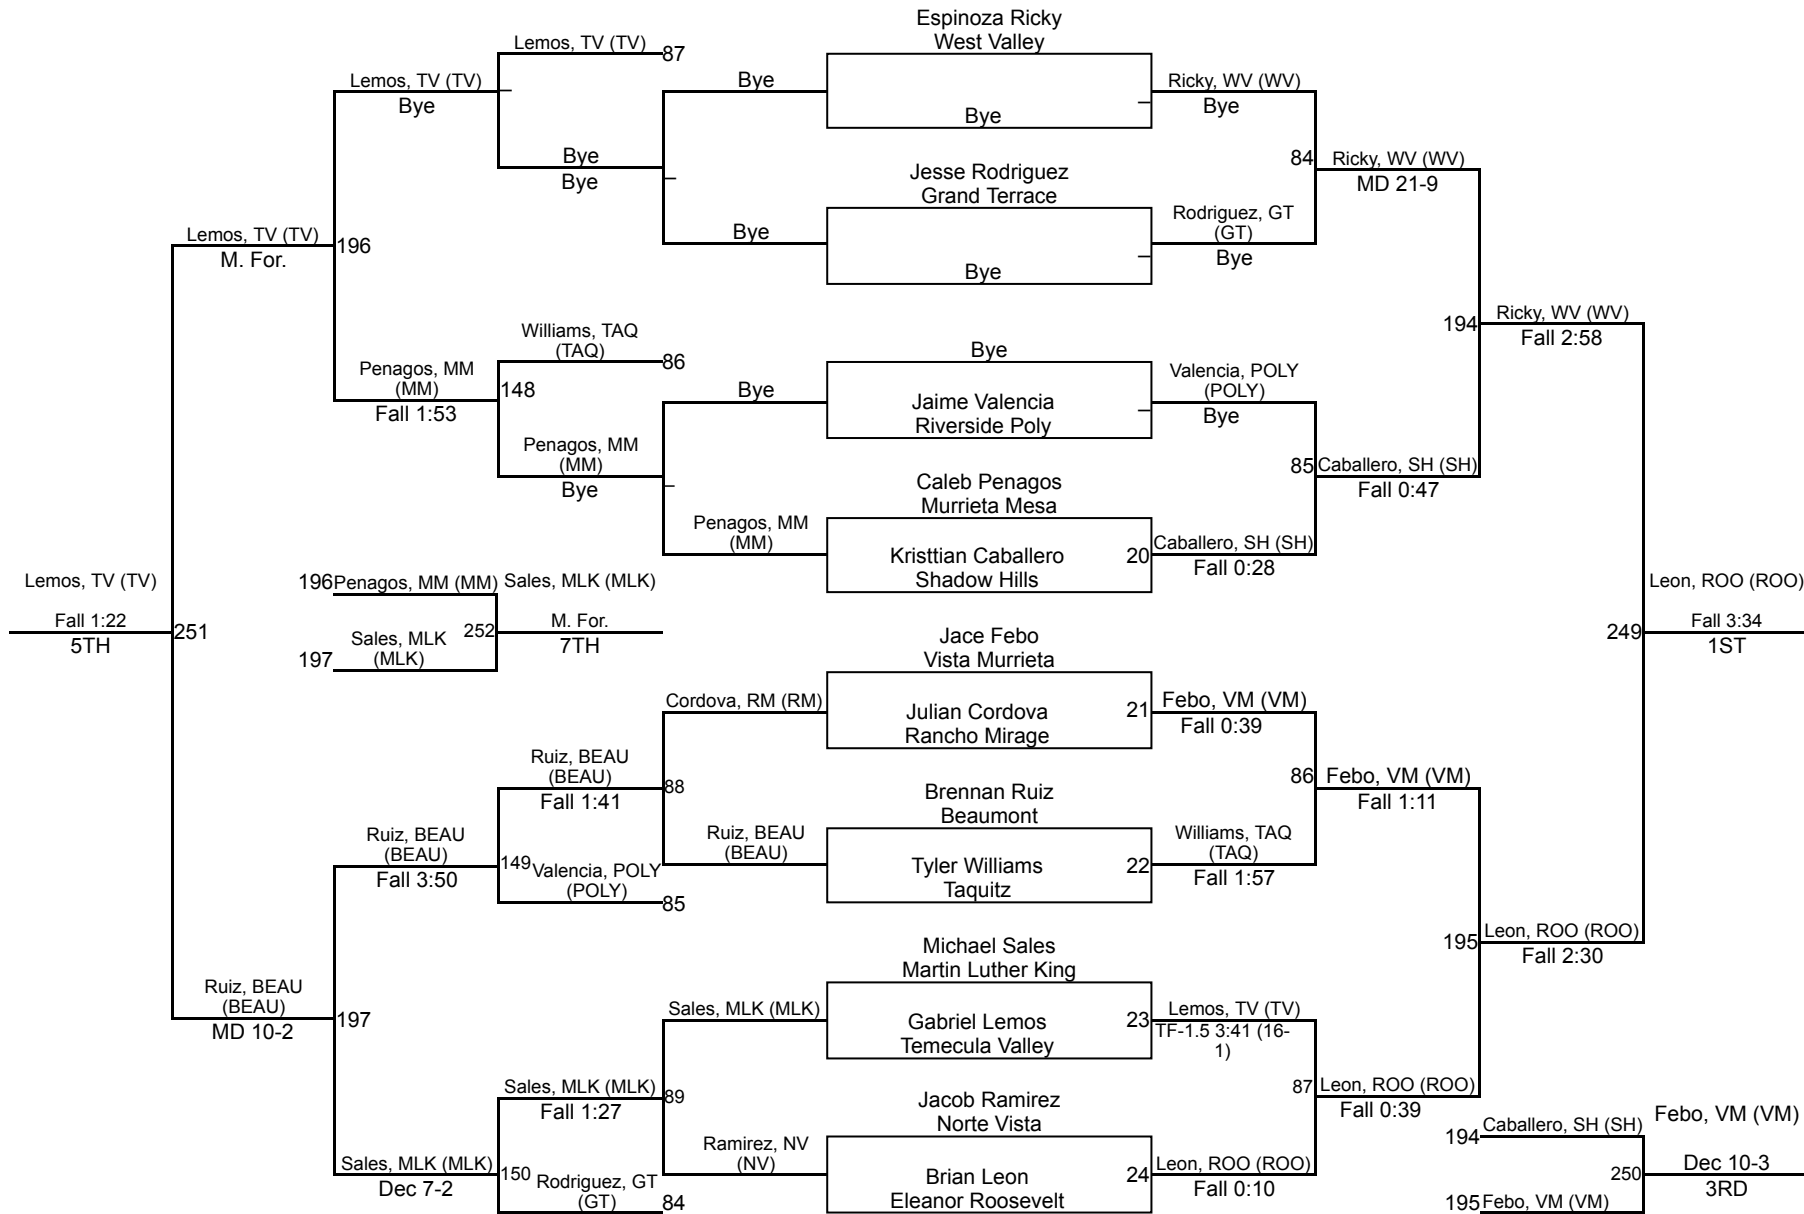 Espinoza Ricky
West Valley
Lemos, TV (TV)
87
Lemos, TV (TV)
Bye
Bye
Bye
Ricky, WV (WV)
Bye
Bye
Bye
Bye
84
Ricky, WV (WV)
MD 21-9
Jesse Rodriguez
Grand Terrace
Lemos, TV (TV)
M. For.
196
Bye
Bye
Rodriguez, GT
(GT)
Bye
Williams, TAQ
(TAQ)
86
Bye
194
Ricky, WV (WV)
Fall 2:58
Penagos, MM
(MM)
Fall 1:53
148
Bye
Jaime Valencia
Riverside Poly
Valencia, POLY
(POLY)
Bye
Penagos, MM
(MM)
Bye
85
Caballero, SH (SH)
Fall 0:47
Caleb Penagos
Murrieta Mesa
Penagos, MM
(MM)
Kristtian Caballero
Shadow Hills
20
Caballero, SH (SH)
Fall 0:28
Lemos, TV (TV)
Fall 1:22
5TH
251
196
Penagos, MM (MM)
Sales, MLK (MLK)
197
Sales, MLK
(MLK)
252
M. For.
7TH
249
Leon, ROO (ROO)
Fall 3:34
1ST
Jace Febo
Vista Murrieta
Cordova, RM (RM)
Julian Cordova
Rancho Mirage
21
Febo, VM (VM)
Fall 0:39
Ruiz, BEAU
(BEAU)
Fall 1:41
88
86
Febo, VM (VM)
Fall 1:11
Brennan Ruiz
Beaumont
Ruiz, BEAU
(BEAU)
Fall 3:50
149
Valencia, POLY
(POLY)
85
Ruiz, BEAU
(BEAU)
Tyler Williams
Taquitz
22
Williams, TAQ
(TAQ)
Fall 1:57
195
Leon, ROO (ROO)
Fall 2:30
Michael Sales
Martin Luther King
Ruiz, BEAU
(BEAU)
MD 10-2
197
Sales, MLK (MLK)
Gabriel Lemos
Temecula Valley
23
Lemos, TV (TV)
TF-1.5 3:41 (16-
1)
Sales, MLK (MLK)
Fall 1:27
89
87
Leon, ROO (ROO)
Fall 0:39
Jacob Ramirez
Norte Vista
Sales, MLK (MLK)
Dec 7-2
150
Rodriguez, GT
(GT)
84
Ramirez, NV
(NV)
Brian Leon
Eleanor Roosevelt
24
Leon, ROO (ROO)
Fall 0:10
194
Caballero, SH (SH)
Febo, VM (VM)
250
Dec 10-3
3RD
195
Febo, VM (VM)